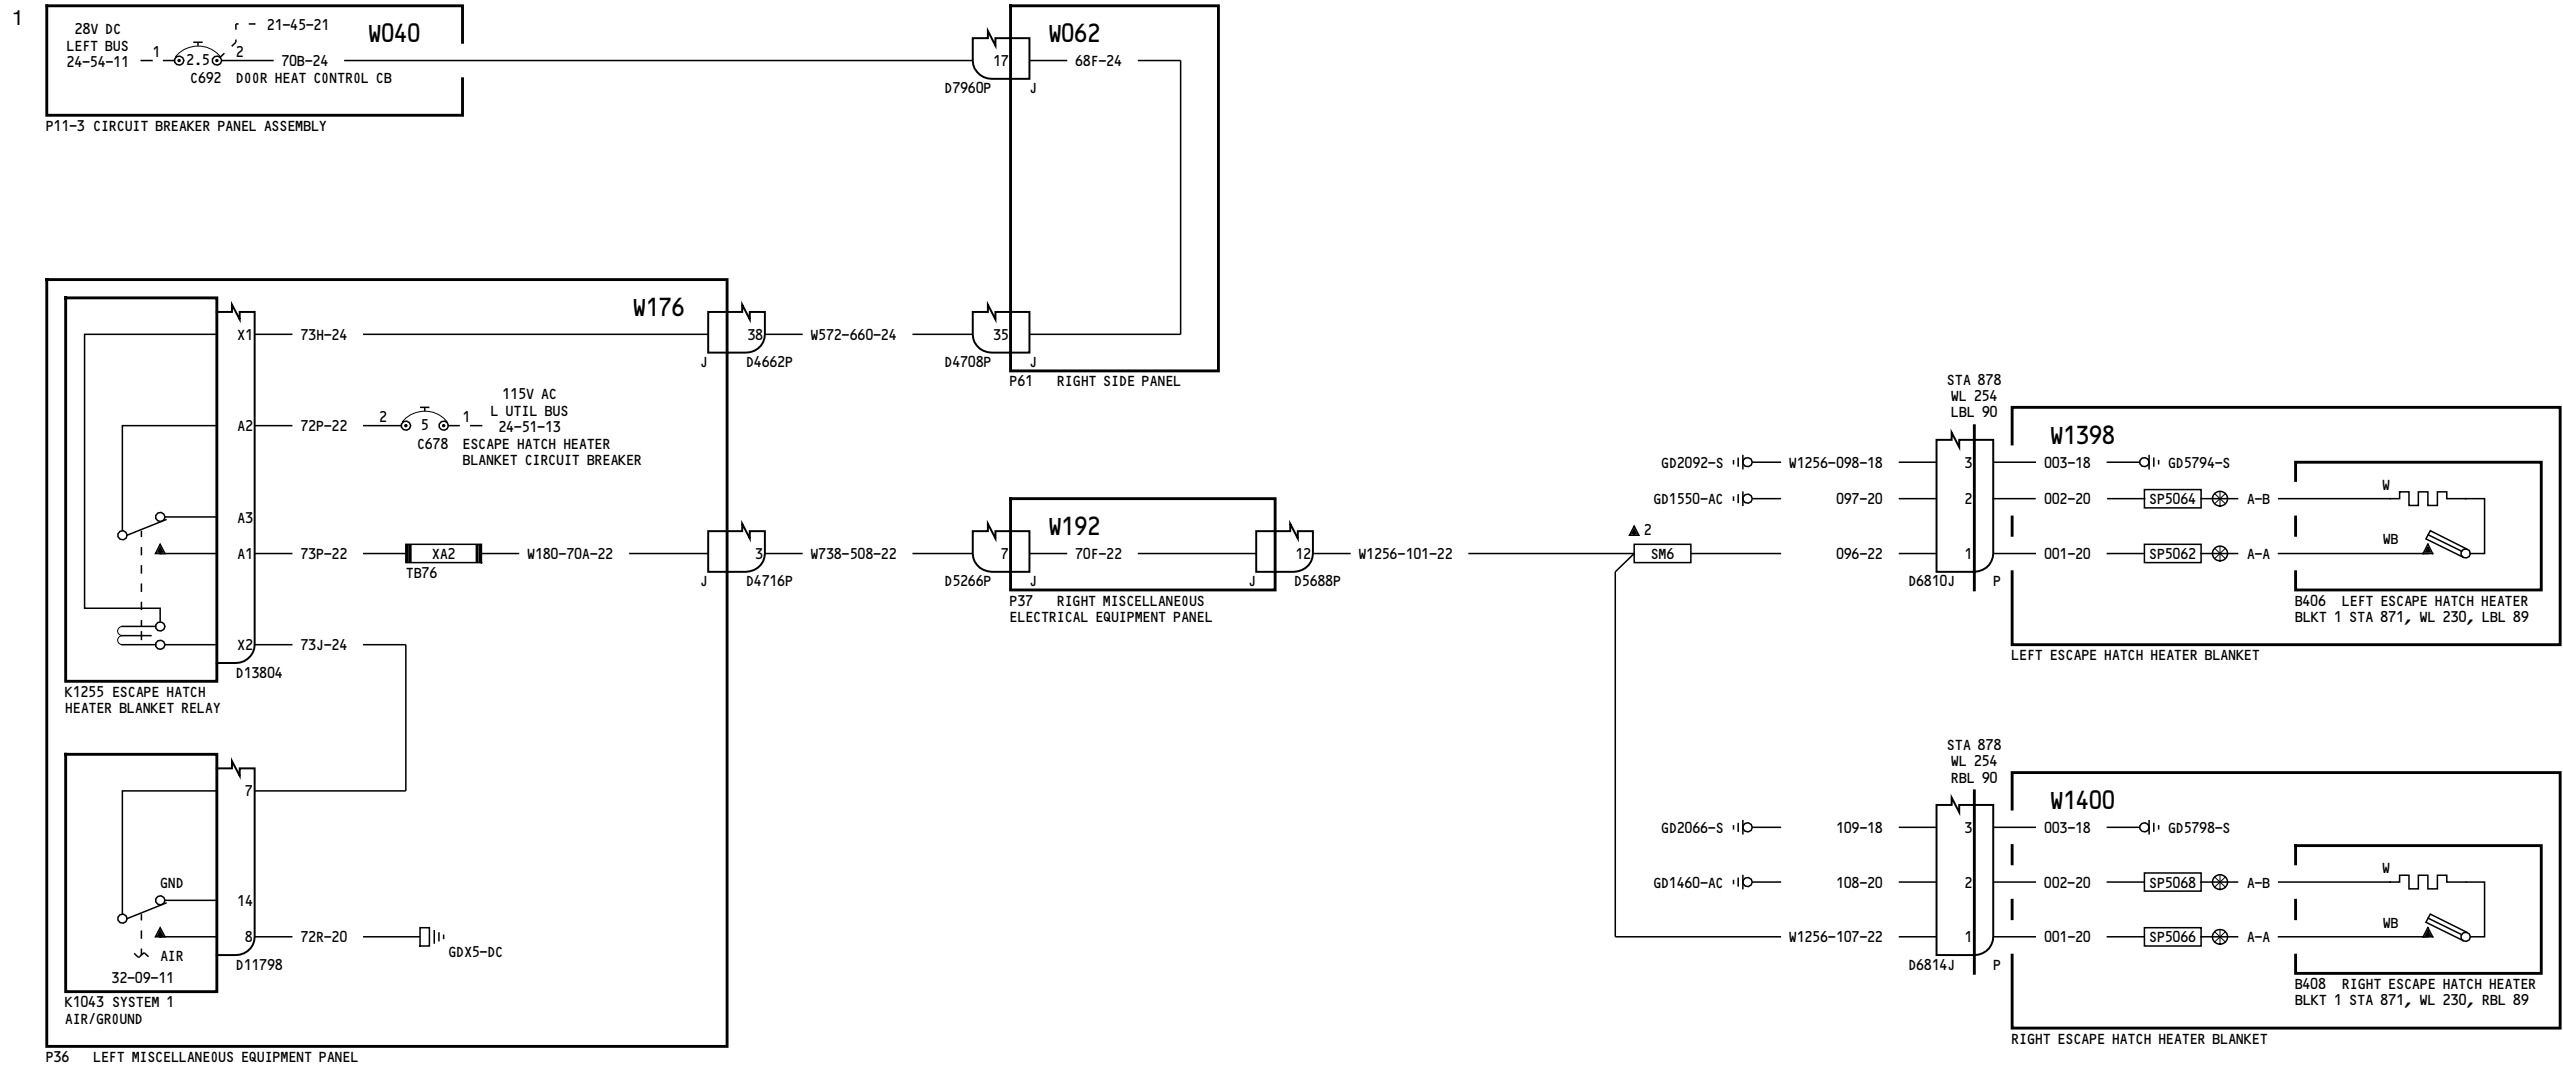 1
28V DC
LEFT BUS
24-54-11
1
2.5
2
21-45-21
W040
70B-24
C692 DOOR HEAT CONTROL CB
P11-3 CIRCUIT BREAKER PANEL ASSEMBLY
17
D7960P
J
W062
68F-24
1
W176
X1
73H-24
38
J
D4662P
W572-660-24
35
D4708P
J
P61 RIGHT SIDE PANEL
A2
72P-22
2
5
1
115V AC
L UTIL BUS
24-51-13
C678
ESCAPE HATCH HEATER
BLANKET CIRCUIT BREAKER
A3
A1
73P-22
XA2
TB76
W180-70A-22
3
J
D4716P
W738-508-22
7
D5266P
J
W192
70F-22
12
J
D5688P
P37 RIGHT MISCELLANEOUS
ELECTRICAL EQUIPMENT PANEL
W1256-101-22
2
SM6
X2
73J-24
D13804
K1255 ESCAPE HATCH
HEATER BLANKET RELAY
7
GND
14
8
72R-20
GDX5-DC
AIR
32-09-11
D11798
K1043 SYSTEM 1
AIR/GROUND
P36 LEFT MISCELLANEOUS EQUIPMENT PANEL
STA 878
WL 254
LBL 90
W1398
GD2092-S
W1256-098-18
3
003-18
GD5794-S
GD1550-AC
097-20
2
002-20
SP5064
A-B
W
096-22
1
001-20
SP5062
A-A
WB
D6810J
P
B406 LEFT ESCAPE HATCH HEATER
BLKT 1 STA 871, WL 230, LBL 89
LEFT ESCAPE HATCH HEATER BLANKET
STA 878
WL 254
RBL 90
W1400
GD2066-S
109-18
3
003-18
GD5798-S
GD1460-AC
108-20
2
002-20
SP5068
A-B
W
W1256-107-22
1
001-20
SP5066
A-A
WB
D6814J
P
B408 RIGHT ESCAPE HATCH HEATER
BLKT 1 STA 871, WL 230, RBL 89
RIGHT ESCAPE HATCH HEATER BLANKET